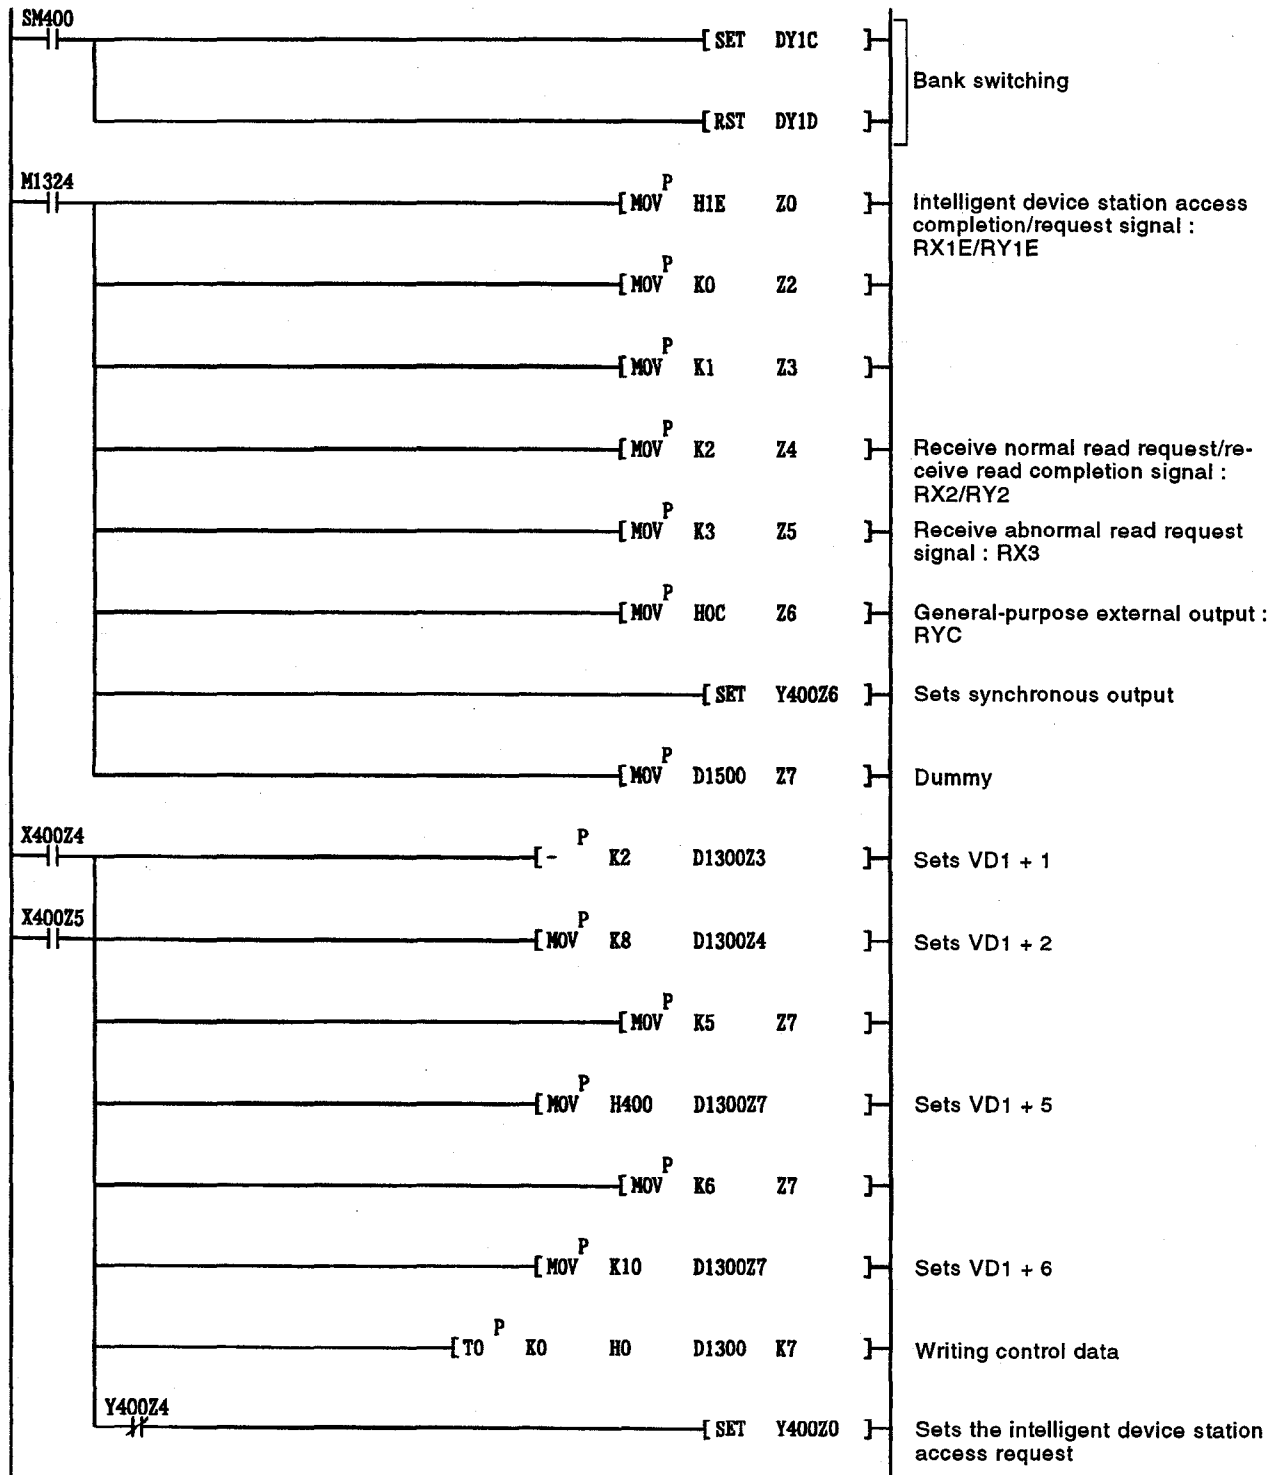 SM400
[ SET DY1C ]
Bank switching
[ RST DY1D ]
M1324
P
[ MOV H1E Z0 ]
Intelligent device station access
completion/request signal :
RX1E/RY1E
P
[ MOV K0 Z2 ]
P
[ MOV K1 Z3 ]
P
[ MOV K2 Z4 ]
Receive normal read request/re-
ceive read completion signal :
RX2/RY2
P
[ MOV K3 Z5 ]
Receive abnormal read request
signal : RX3
P
[ MOV H0C Z6 ]
General-purpose external output :
RYC
[ SET Y400Z6 ]
Sets synchronous output
P
[ MOV D1500 Z7 ]
Dummy
X400Z4
P
[ - K2 D1300Z3 ]
Sets VD1 + 1
X400Z5
P
[ MOV K8 D1300Z4 ]
Sets VD1 + 2
P
[ MOV K5 Z7 ]
P
[ MOV H400 D1300Z7 ]
Sets VD1 + 5
P
[ MOV K6 Z7 ]
P
[ MOV K10 D1300Z7 ]
Sets VD1 + 6
P
[ TO K0 H0 D1300 K7 ]
Writing control data
Y400Z4
[ SET Y400Z0 ]
Sets the intelligent device station
access request